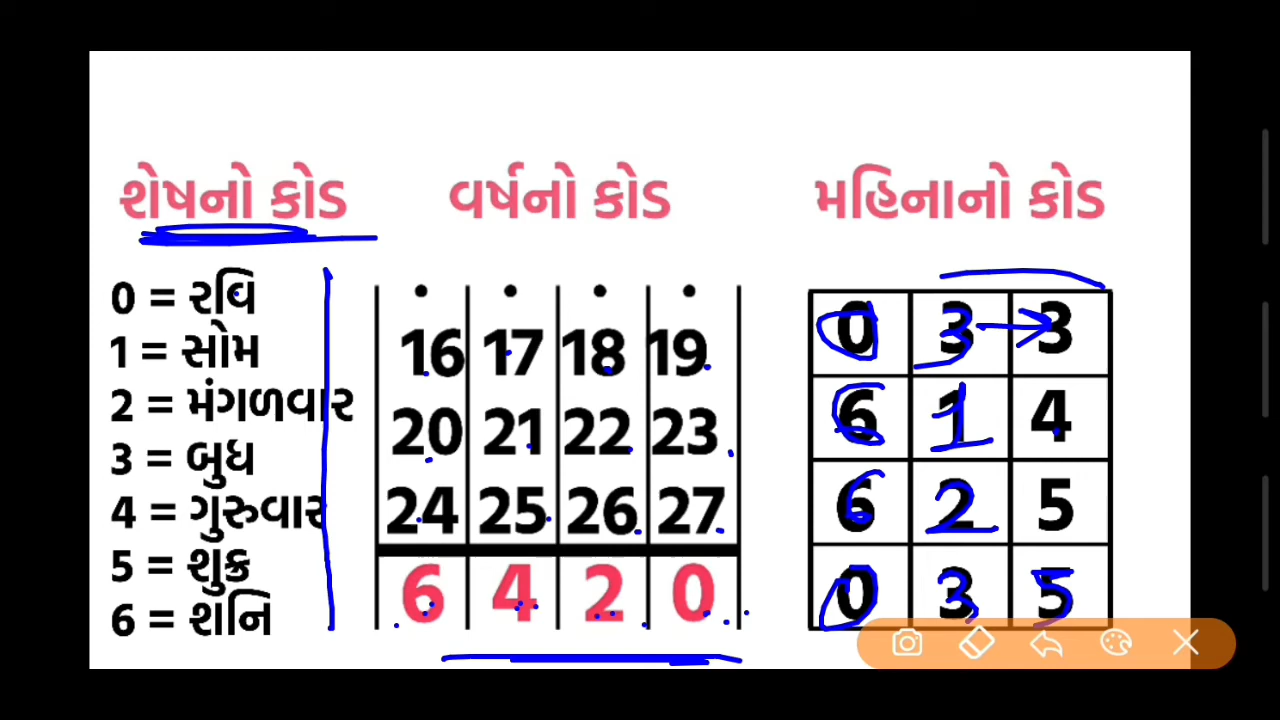 શેષનો કોડ
0 = રવિ
1 = સોમ
2 = મંગળવાર
3 = બુધ
4 = ગુરુવાર
5 = શુક્ર
6 = શનિ
વર્ષનો કોડ
16 17 18 19
20 21 22 23
24 25 26 27
6 4 2 0
મહિનાનો કોડ
0 3 3
6 1 4
6 2 5
0 3 5